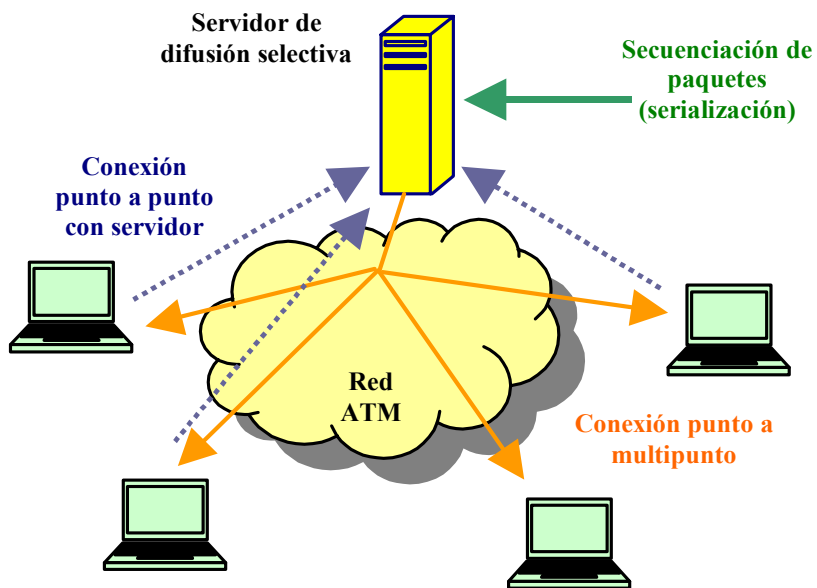 Servidor de
difusión selectiva
Secuenciación de
paquetes
(serialización)
Conexión
punto a punto
con servidor
Red
ATM
Conexión punto a
multipunto